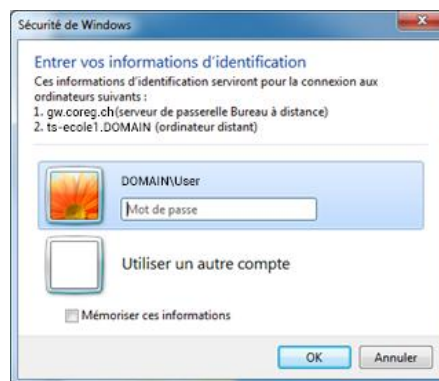 Sécurité de Windows
Entrer vos informations d'identification
Ces informations d'identification serviront pour la connexion aux
ordinateurs suivants :
1. gw.coreg.ch(serveur de passerelle Bureau à distance)
2. ts-ecole1.DOMAIN (ordinateur distant)
DOMAIN\User
Mot de passe
Utiliser un autre compte
Mémoriser ces informations
OK
Annuler